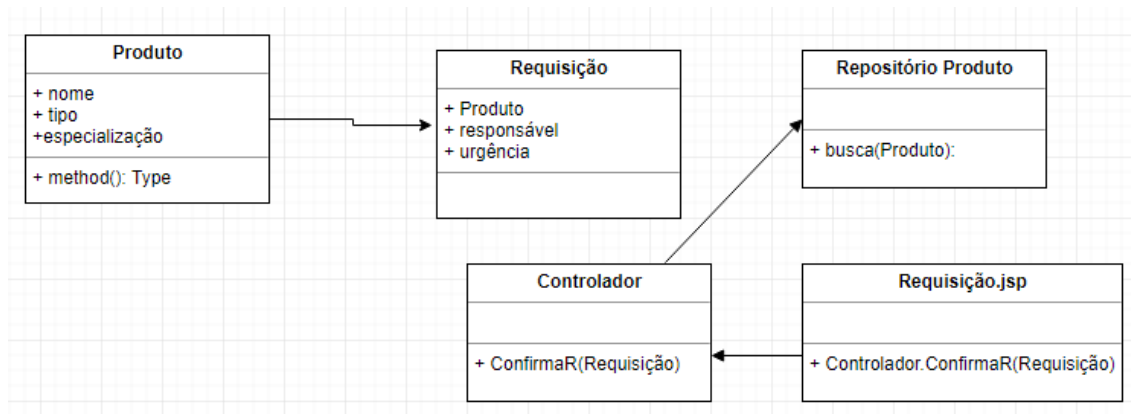 Produto
+ nome
+ tipo
+especialização
+ method(): Type
Requisição
+ Produto
+ responsável
+ urgência
Repositório Produto
+ busca(Produto):
Controlador
+ ConfirmaR(Requisição)
Requisição.jsp
+ Controlador.ConfirmaR(Requisição)